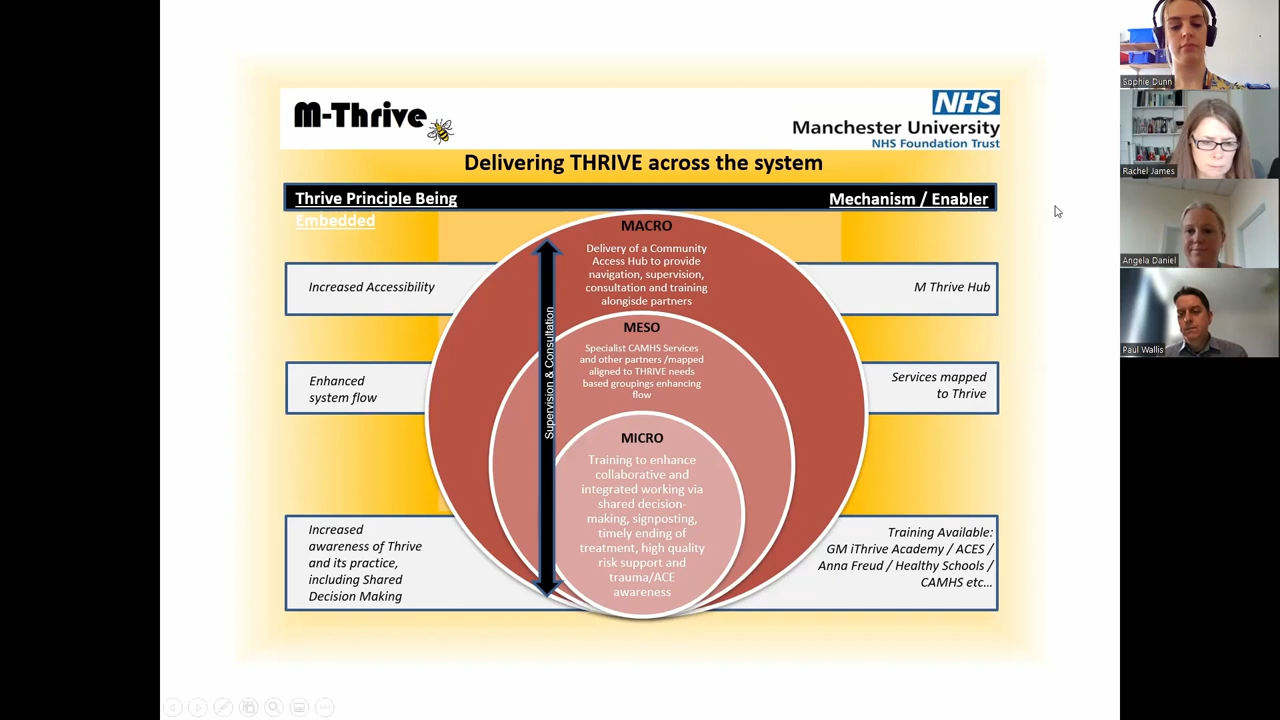 M-Thrive
NHS
Manchester University
NHS Foundation Trust
Delivering THRIVE across the system
Thrive Principle Being
Embedded
Mechanism / Enabler
MACRO
Delivery of a Community
Access Hub to provide
navigation, supervision,
consultation and training
alongisde partners
Increased Accessibility
M Thrive Hub
Supervision & Consultation
MESO
Specialist CAMHS Services
and other partners /mapped
aligned to THRIVE needs
based groupings enhancing
flow
Enhanced
system flow
Services mapped
to Thrive
MICRO
Training to enhance
collaborative and
integrated working via
shared decision-
making, signposting,
timely ending of
treatment, high quality
risk support and
trauma/ACE
awareness
Increased
awareness of Thrive
and its practice,
including Shared
Decision Making
Training Available:
GM iThrive Academy / ACES /
Anna Freud / Healthy Schools /
CAMHS etc...
Sophie Dunn
Rachel James
Angela Daniel
Paul Wallis